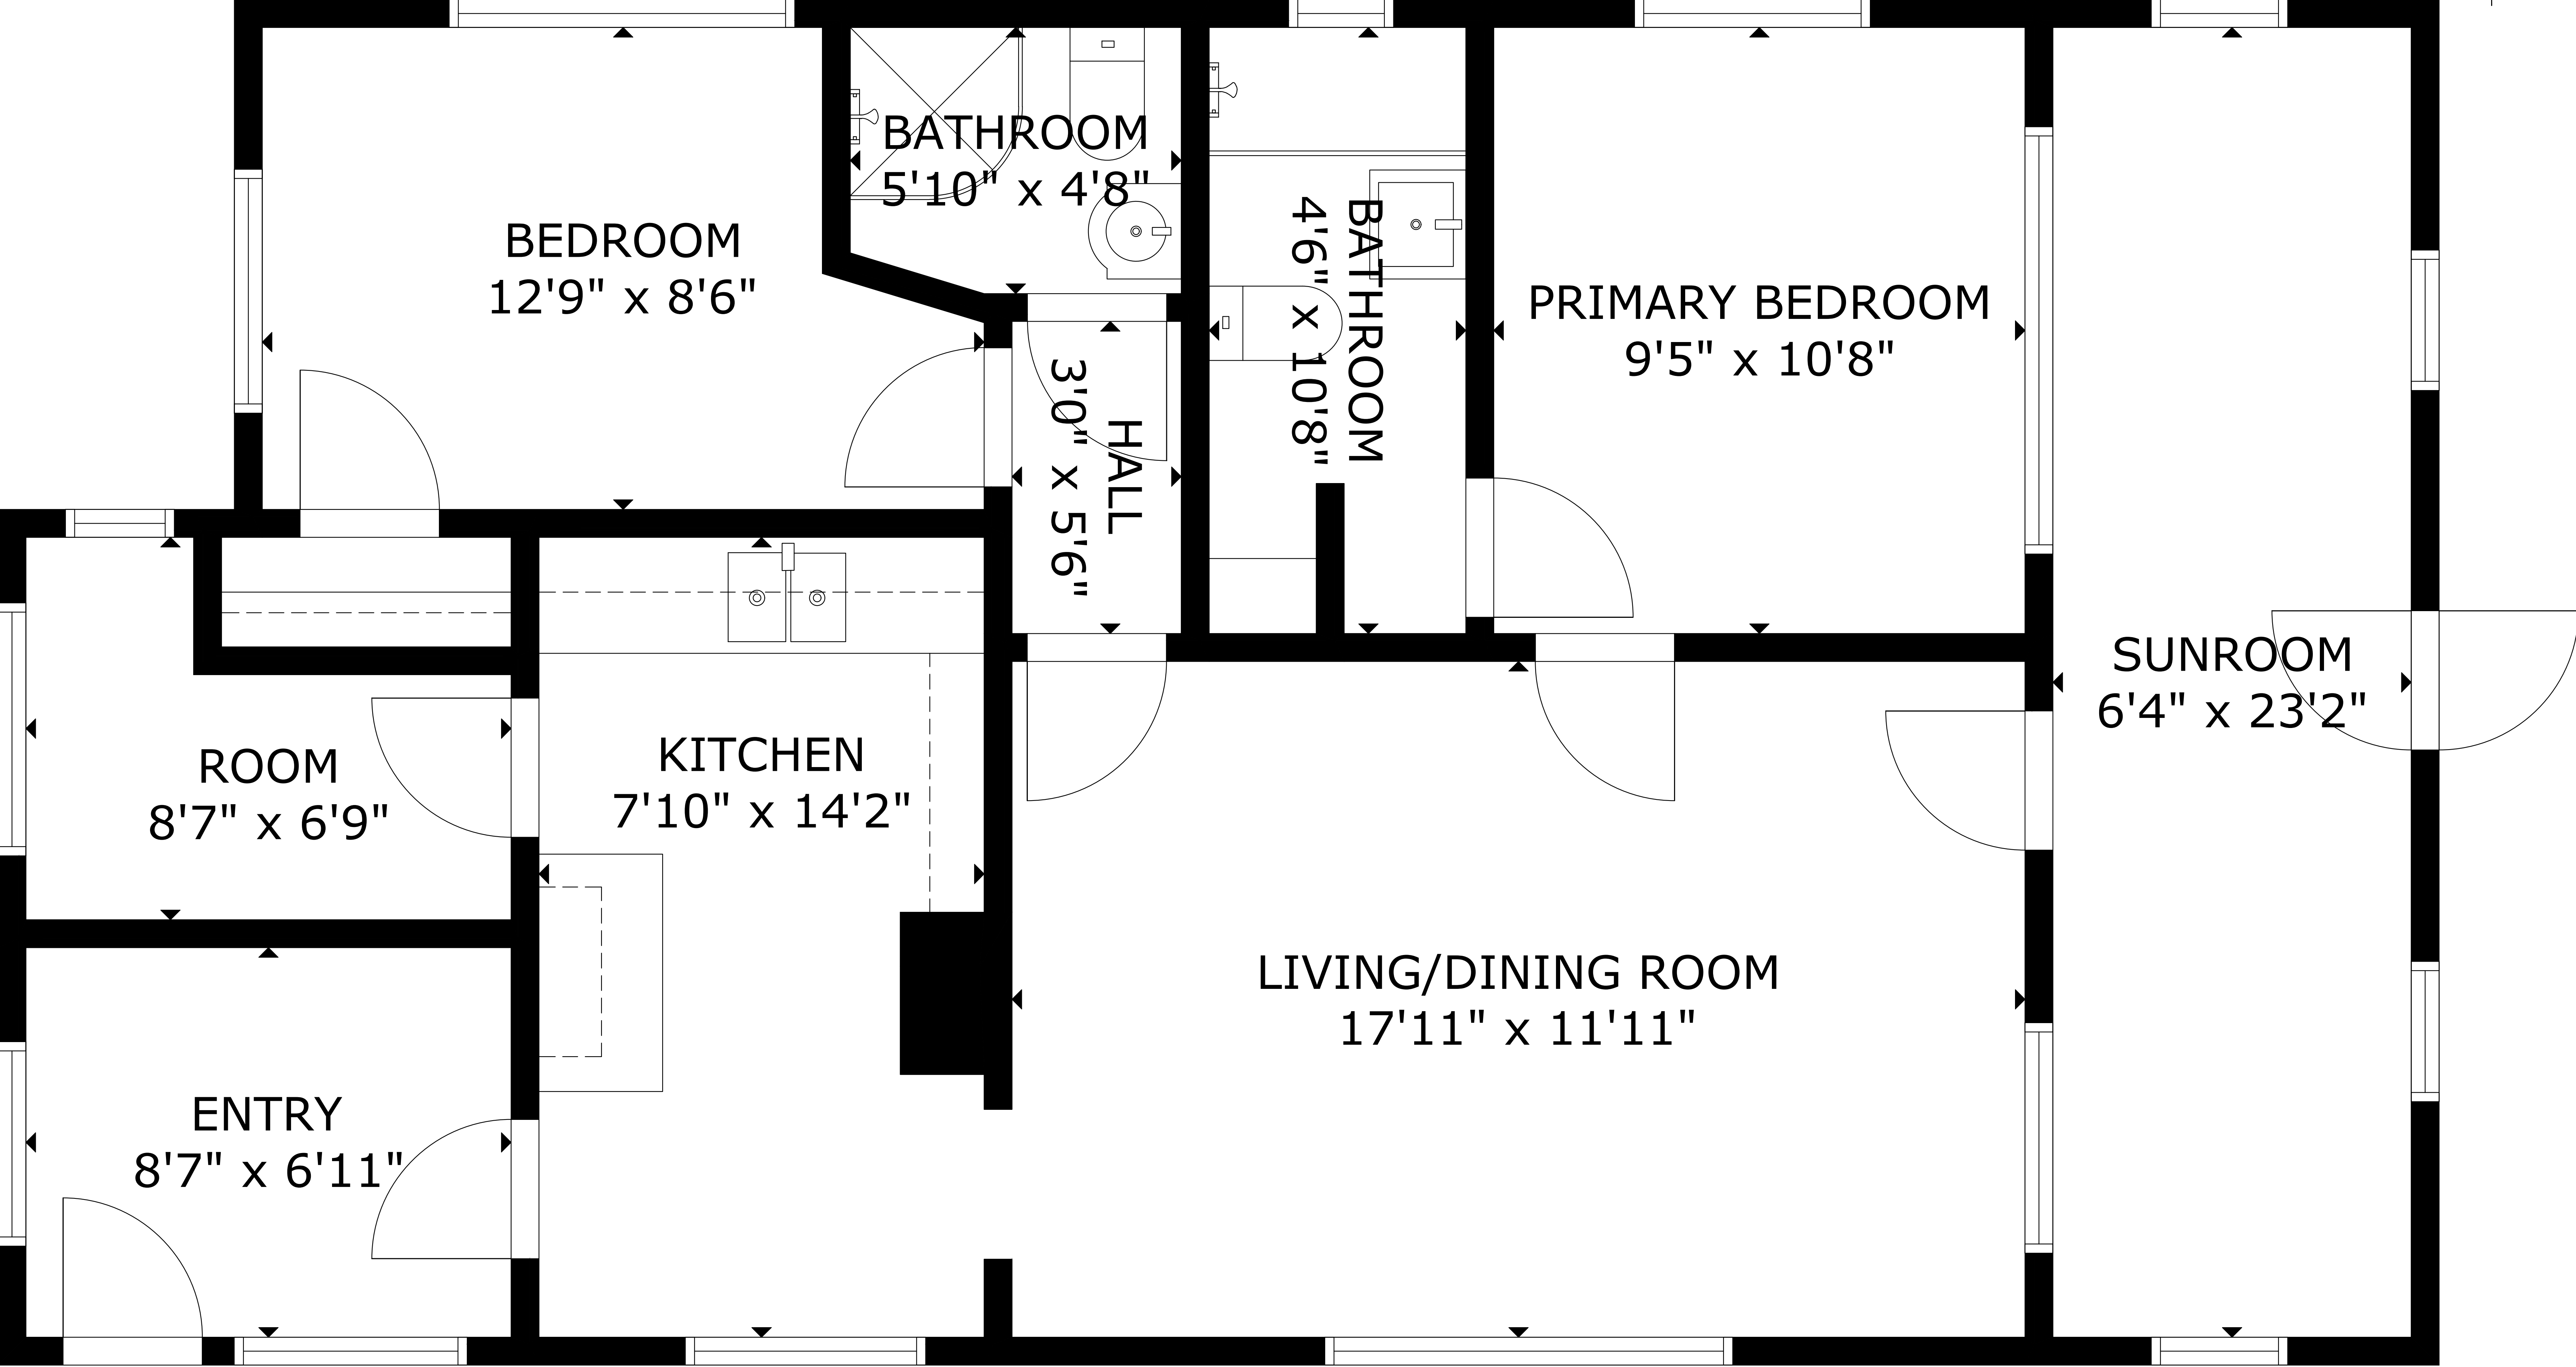 BATHROOM
5'10" x 4'8"
BEDROOM
12'9" x 8'6"
BATHROOM
4'6" x 10'8"
PRIMARY BEDROOM
9'5" x 10'8"
HALL
3'0" x 5'6"
SUNROOM
6'4" x 23'2"
ROOM
8'7" x 6'9"
KITCHEN
7'10" x 14'2"
LIVING/DINING ROOM
17'11" x 11'11"
ENTRY
8'7" x 6'11"